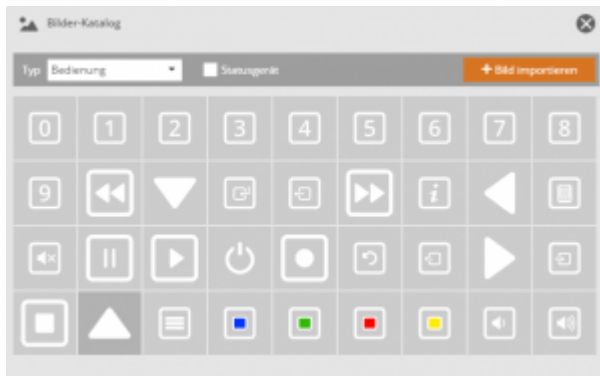 Bilder-Katalog
Typ Bedienung Statusgerät + Bild importieren
0 1 2 3 4 5 6 7 8
9 i